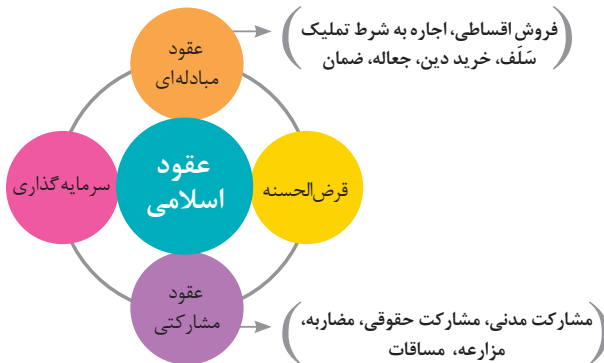 عقود
مبادله‌ای
فروش اقساطی، اجاره به شرط تملیک
سَلَف، خرید دین، جعاله، ضمان
قرض‌الحسنه
عقود
اسلامی
سرمایه‌گذاری
عقود
مشارکتی
مشارکت مدنی، مشارکت حقوقی، مضاربه،
مزارعه، مساقات